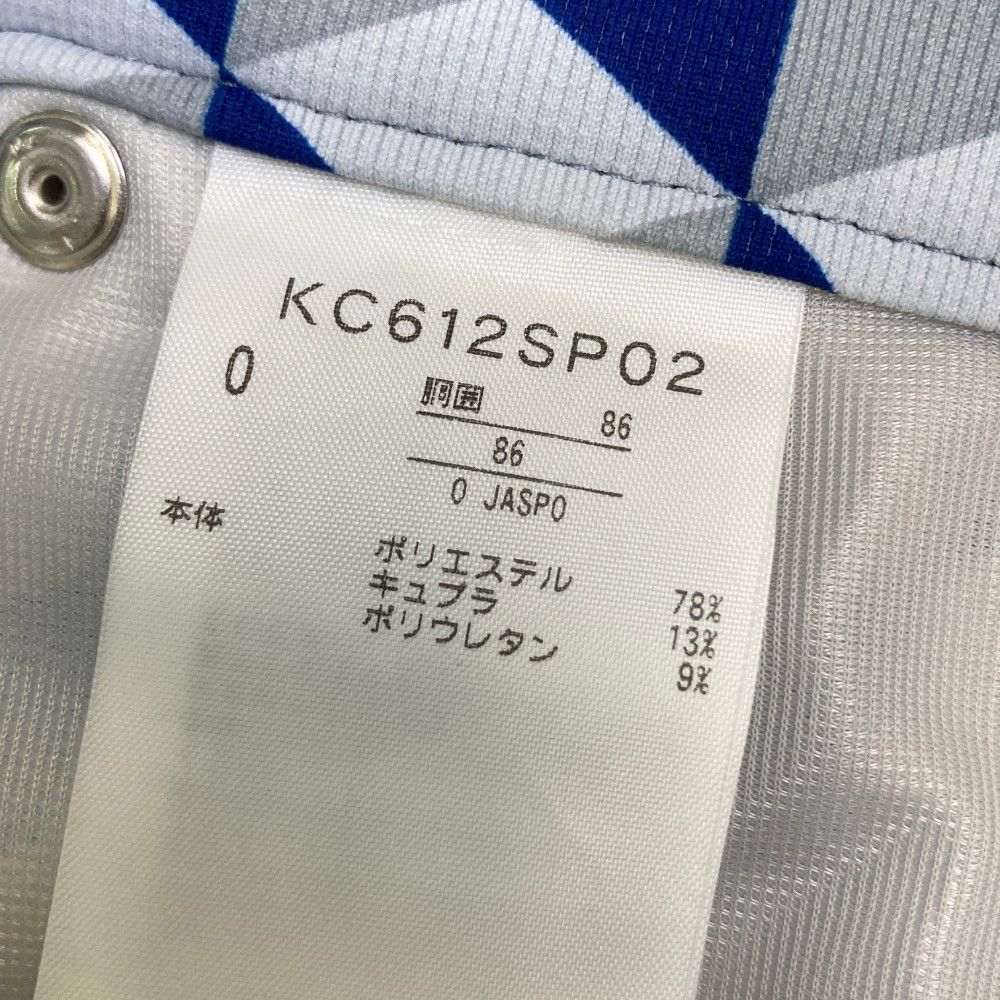 KC612SP02
0
胴囲 86
86
0 JASPO
本体
ポリエステル 78%
キュプラ 13%
ポリウレタン 9%